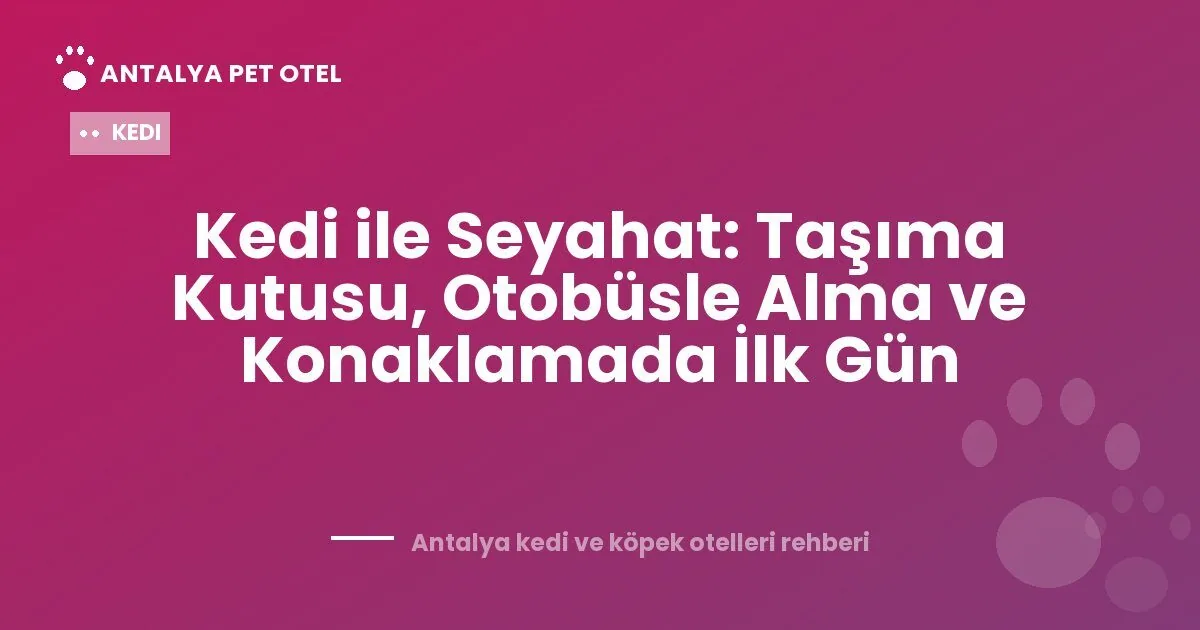 ANTALYA PET OTEL
KEDI
Kedi ile Seyahat: Taşıma
Kutusu, Otobüsle Alma ve
Konaklamada İlk Gün
Antalya kedi ve köpek otelleri rehberi